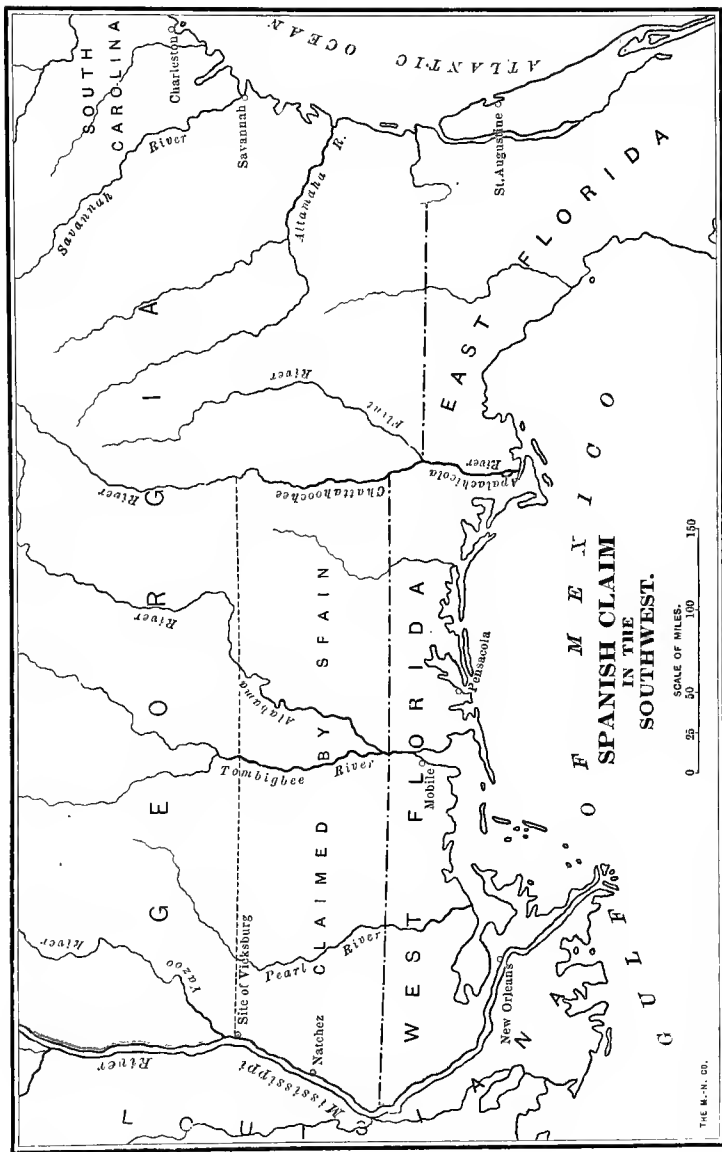 SOUTH
CAROLINA
Charleston
Savannah
River
Savannah
ATLANTIC OCEAN
Altamaha R.
St. Augustine
EAST FLORIDA
GEORGIA
Flint
River
River
Chattahoochee
Apalachicola
River
River
Alabama
Tombigbee
River
CLAIMED BY SPAIN
WEST FLORIDA
Mobile
Pensacola
River
Yazoo
Site of Vicksburg
Pearl River
Natchez
River
Mississippi
New Orleans
LOUISIANA
GULF OF MEXICO
SPANISH CLAIM
IN THE
SOUTHWEST.
SCALE OF MILES.
0 25 50 100 150
THE M.-N. CO.